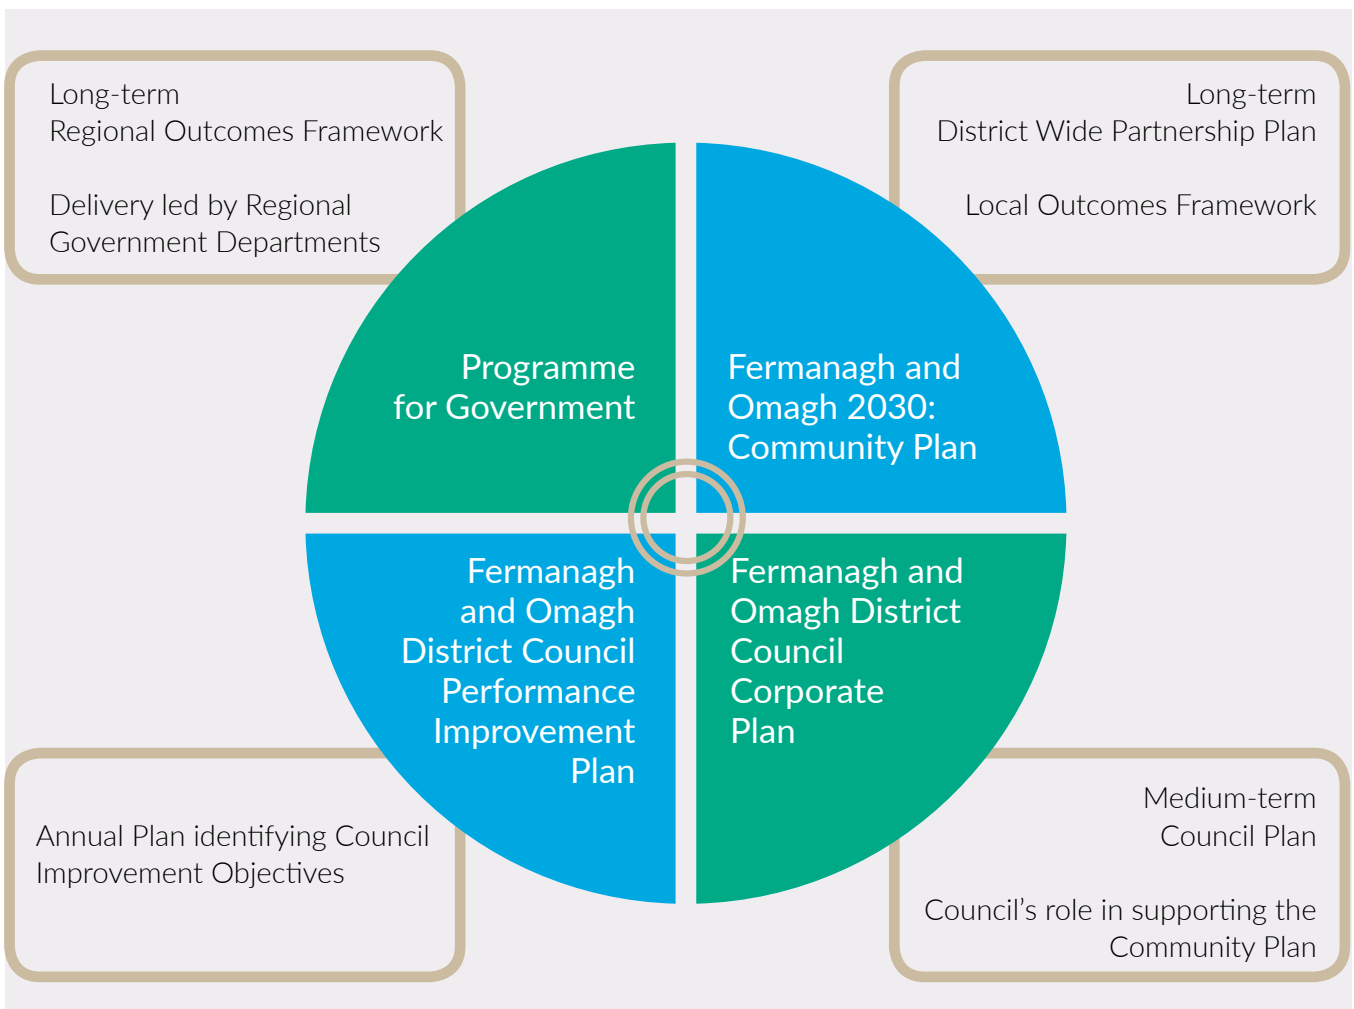 Long-term
Regional Outcomes Framework
Delivery led by Regional
Government Departments
Long-term
District Wide Partnership Plan
Local Outcomes Framework
Programme
for Government
Fermanagh and
Omagh 2030:
Community Plan
Fermanagh
and Omagh
District Council
Performance
Improvement
Plan
Fermanagh and
Omagh District
Council
Corporate
Plan
Annual Plan identifying Council
Improvement Objectives
Medium-term
Council Plan
Council’s role in supporting the
Community Plan